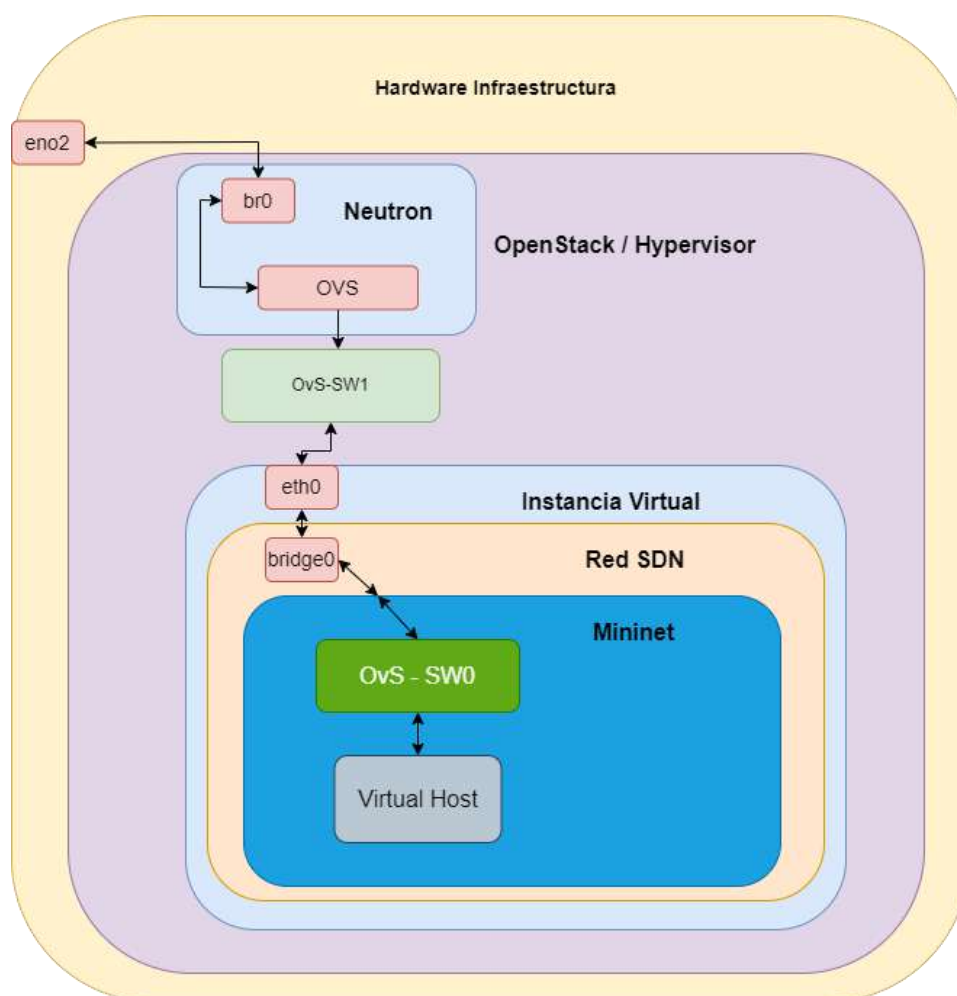 Hardware Infraestructura
eno2
br0
Neutron
OpenStack / Hypervisor
OVS
OvS-SW1
eth0
Instancia Virtual
bridge0
Red SDN
Mininet
OvS - SW0
Virtual Host